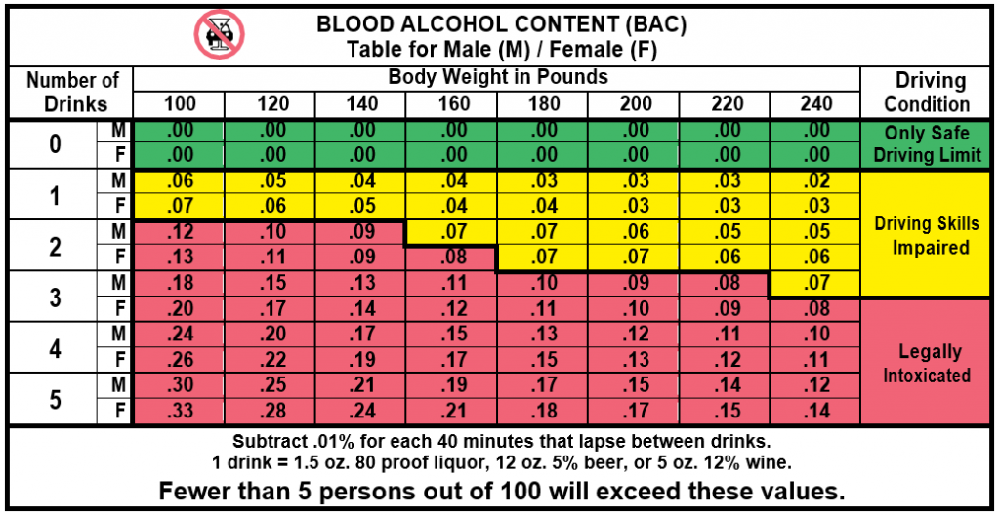 BLOOD ALCOHOL CONTENT (BAC)
Table for Male (M) / Female (F)
Number of Drinks Body Weight in Pounds Driving Condition
100 120 140 160 180 200 220 240
0 M .00 .00 .00 .00 .00 .00 .00 .00 Only Safe
F .00 .00 .00 .00 .00 .00 .00 .00 Driving Limit
1 M .06 .05 .04 .04 .03 .03 .03 .02
F .07 .06 .05 .04 .04 .03 .03 .03
2 M .12 .10 .09 .07 .07 .06 .05 .05 Driving Skills
F .13 .11 .09 .08 .07 .07 .06 .06 Impaired
3 M .18 .15 .13 .11 .10 .09 .08 .07
F .20 .17 .14 .12 .11 .10 .09 .08
4 M .24 .20 .17 .15 .13 .12 .11 .10 Legally
F .26 .22 .19 .17 .15 .13 .12 .11 Intoxicated
5 M .30 .25 .21 .19 .17 .15 .14 .12
F .33 .28 .24 .21 .18 .17 .15 .14
Subtract .01% for each 40 minutes that lapse between drinks.
1 drink = 1.5 oz. 80 proof liquor, 12 oz. 5% beer, or 5 oz. 12% wine.
Fewer than 5 persons out of 100 will exceed these values.